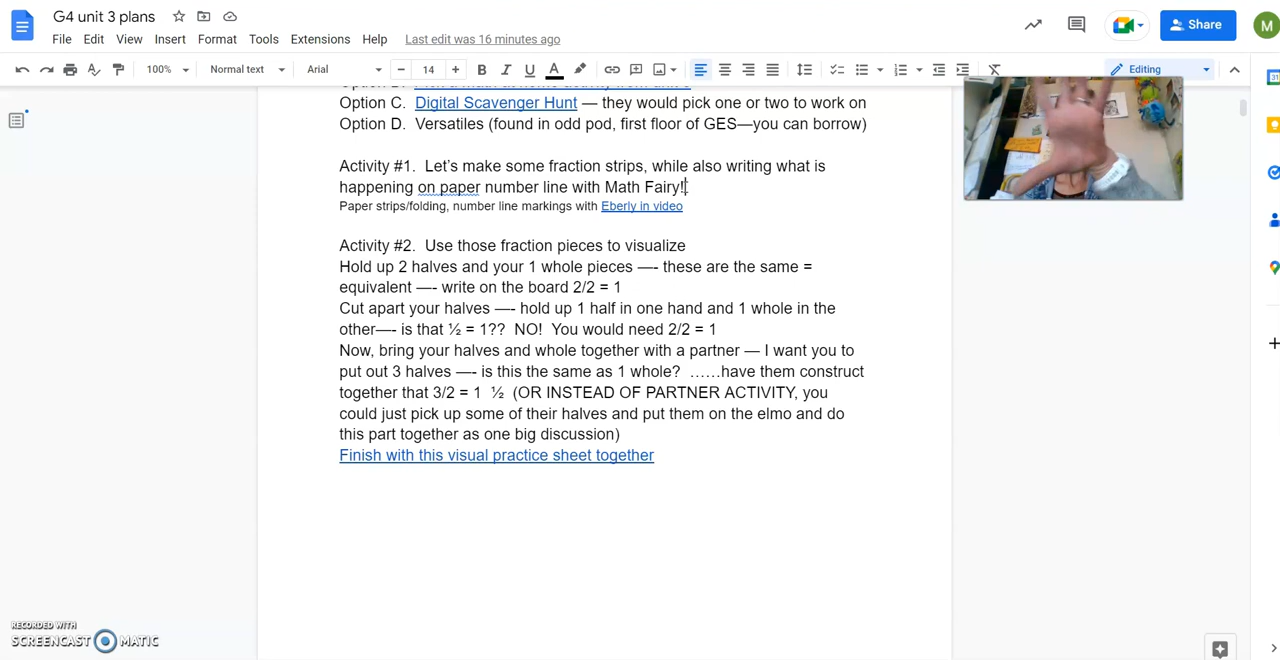 G4 unit 3 plans
File Edit View Insert Format Tools Extensions Help Last edit was 16 minutes ago
Share
M
100% Normal text Arial 14 B I U A Editing
Option C. Digital Scavenger Hunt — they would pick one or two to work on
Option D. Versatiles (found in odd pod, first floor of GES—you can borrow)
Activity #1. Let's make some fraction strips, while also writing what is
happening on paper number line with Math Fairy!
Paper strips/folding, number line markings with Eberly in video
Activity #2. Use those fraction pieces to visualize
Hold up 2 halves and your 1 whole pieces —- these are the same =
equivalent —- write on the board 2/2 = 1
Cut apart your halves —- hold up 1 half in one hand and 1 whole in the
other—- is that ½ = 1?? NO! You would need 2/2 = 1
Now, bring your halves and whole together with a partner — I want you to
put out 3 halves —- is this the same as 1 whole? ……have them construct
together that 3/2 = 1 ½ (OR INSTEAD OF PARTNER ACTIVITY, you
could just pick up some of their halves and put them on the elmo and do
this part together as one big discussion)
Finish with this visual practice sheet together
RECORDED WITH
SCREENCAST MATIC